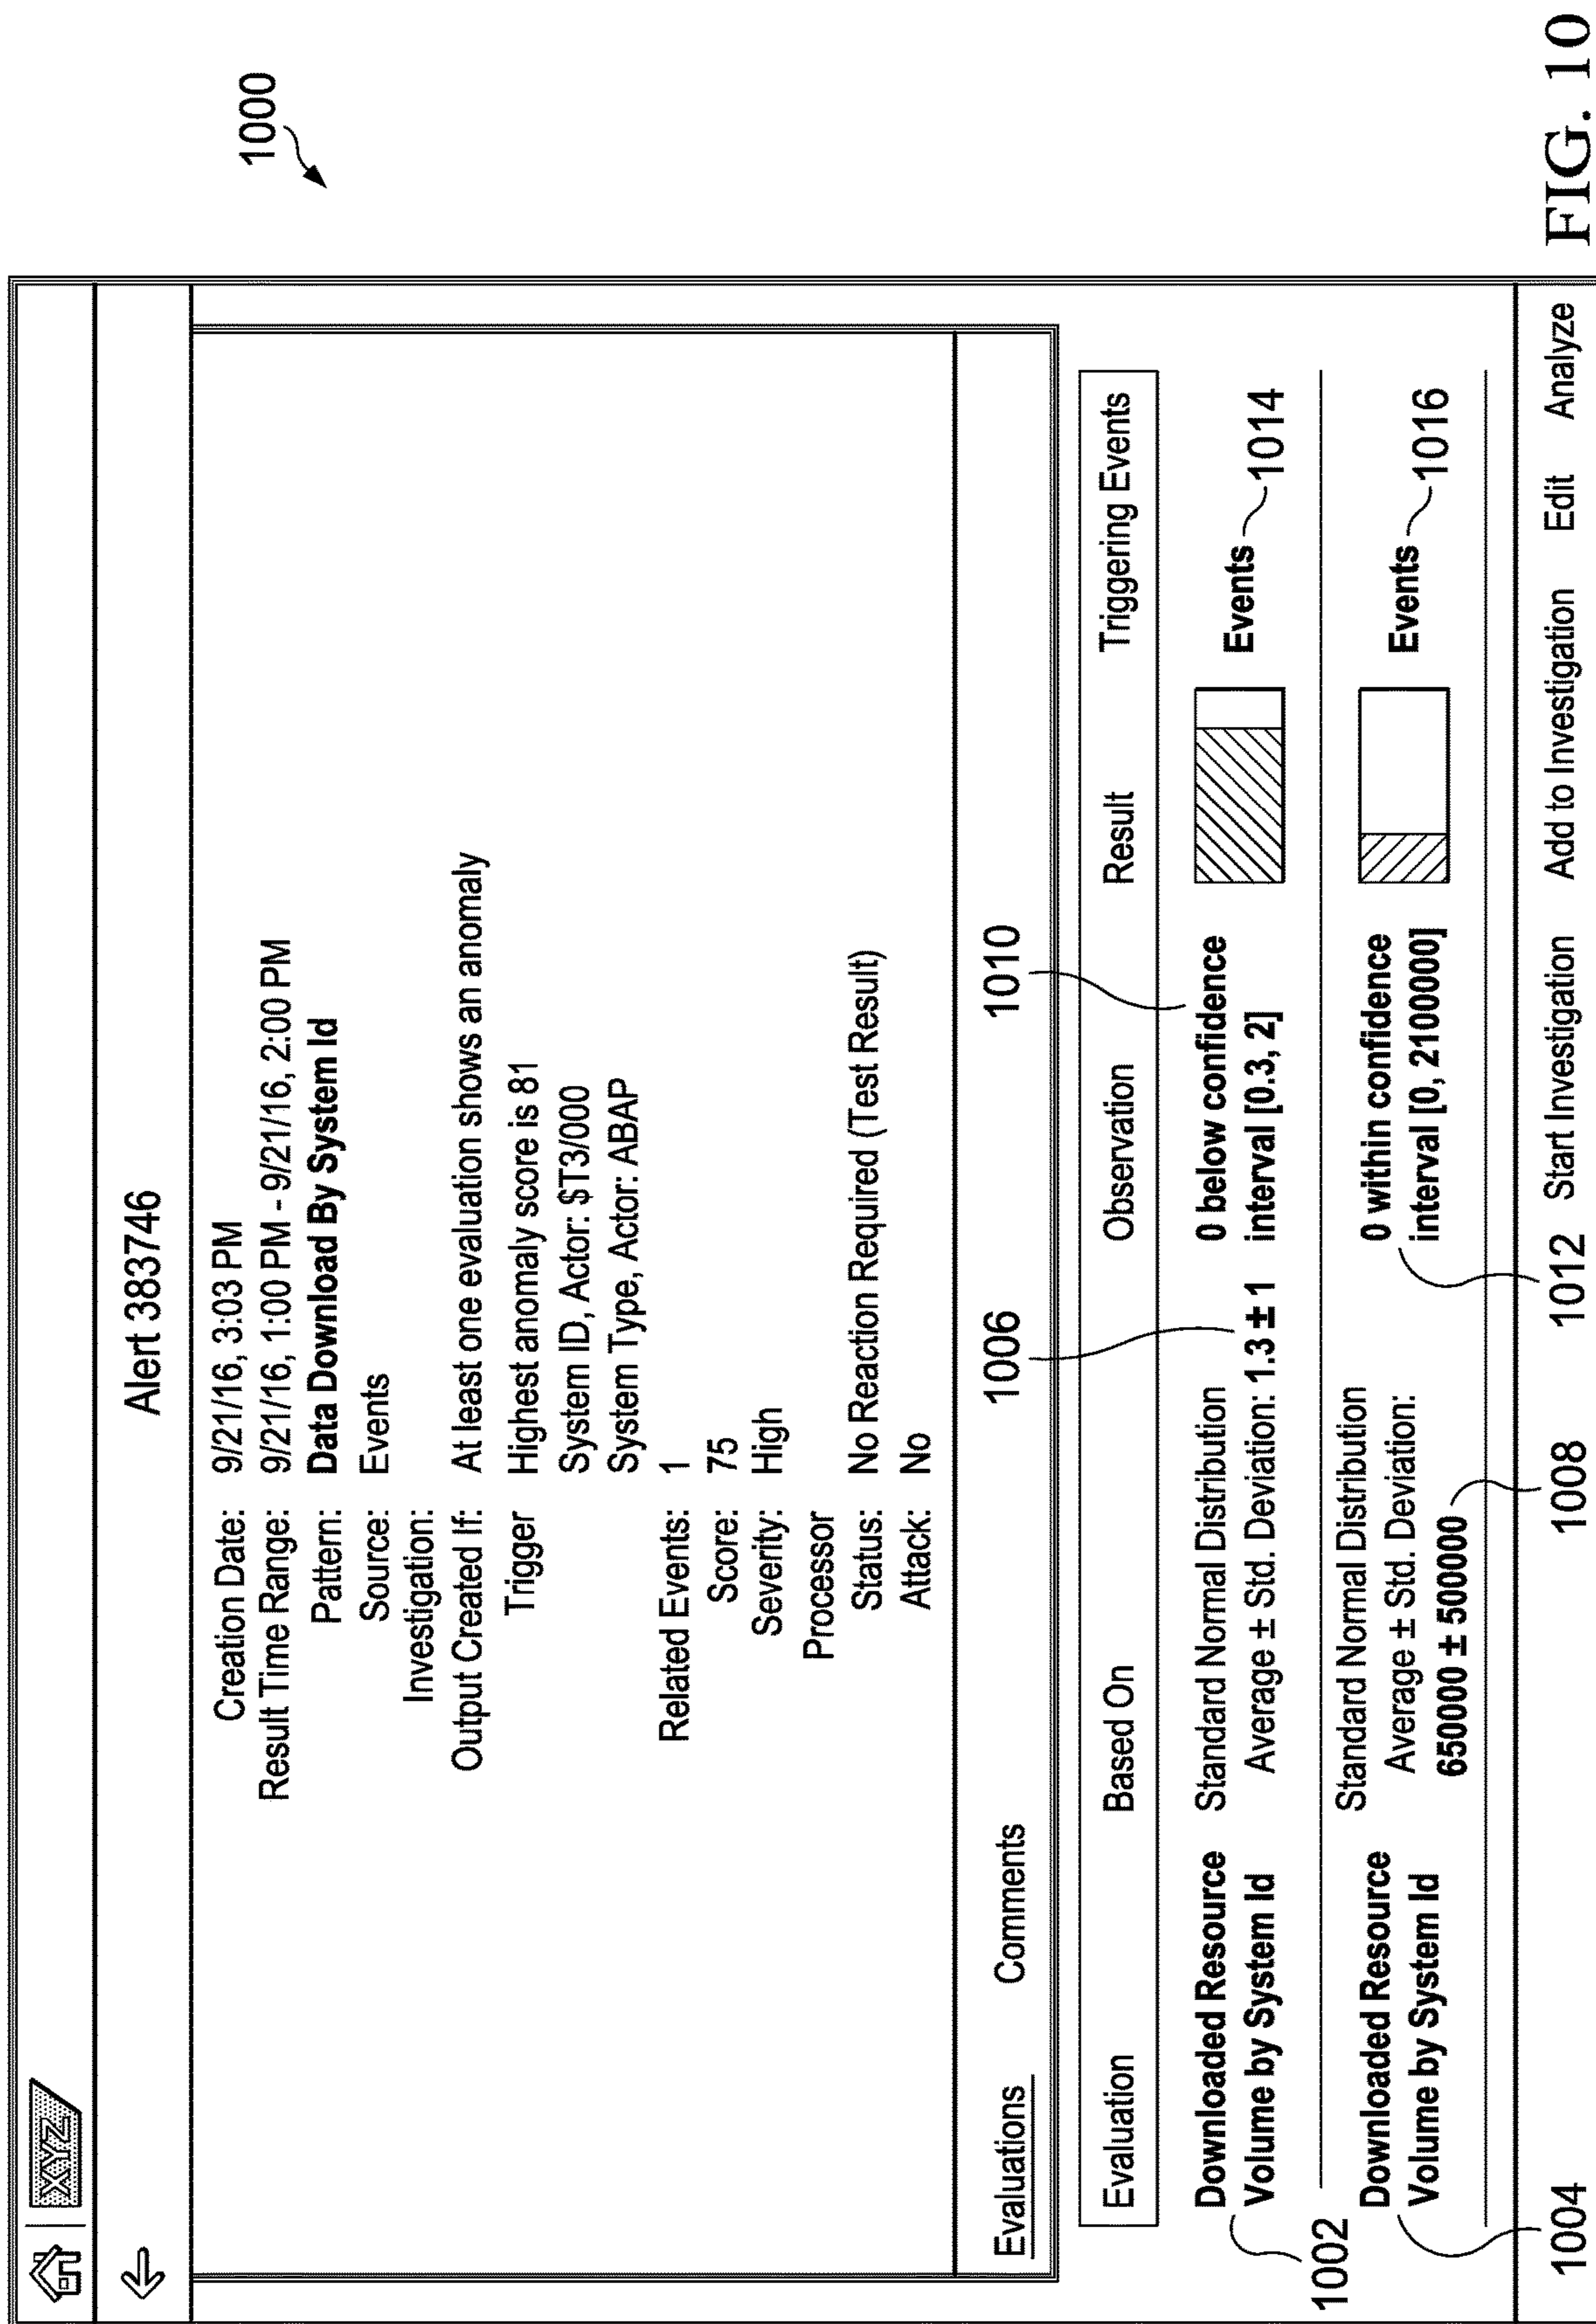 1000
XYZ
Alert 383746
Creation Date: 9/21/16, 3:03 PM
Result Time Range: 9/21/16, 1:00 PM - 9/21/16, 2:00 PM
Pattern: Data Download By System Id
Source: Events
Investigation:
Output Created If: At least one evaluation shows an anomaly
Trigger Highest anomaly score is 81
System ID, Actor: $T3/000
System Type, Actor: ABAP
Related Events: 1
Score: 75
Severity: High
Processor
Status: No Reaction Required (Test Result)
Attack: No
Evaluations Comments 1006 1010
Evaluation Based On Observation Result Triggering Events
Downloaded Resource Standard Normal Distribution 0 below confidence
Volume by System Id Average ± Std. Deviation: 1.3 ± 1 interval [0.3, 2] Events 1014
1002
Standard Normal Distribution
Downloaded Resource Average ± Std. Deviation: 0 within confidence
Volume by System Id 650000 ± 500000 interval [0, 2100000] Events 1016
1004 1008 1012 Start Investigation Add to Investigation Edit Analyze
FIG. 10